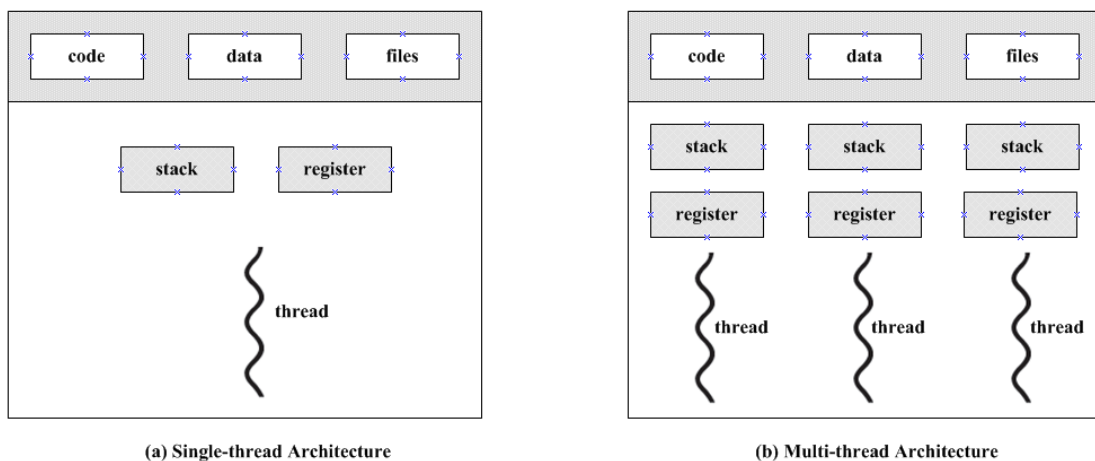 code data files
stack register
thread
(a) Single-thread Architecture
code data files
stack stack stack
register register register
thread thread thread
(b) Multi-thread Architecture